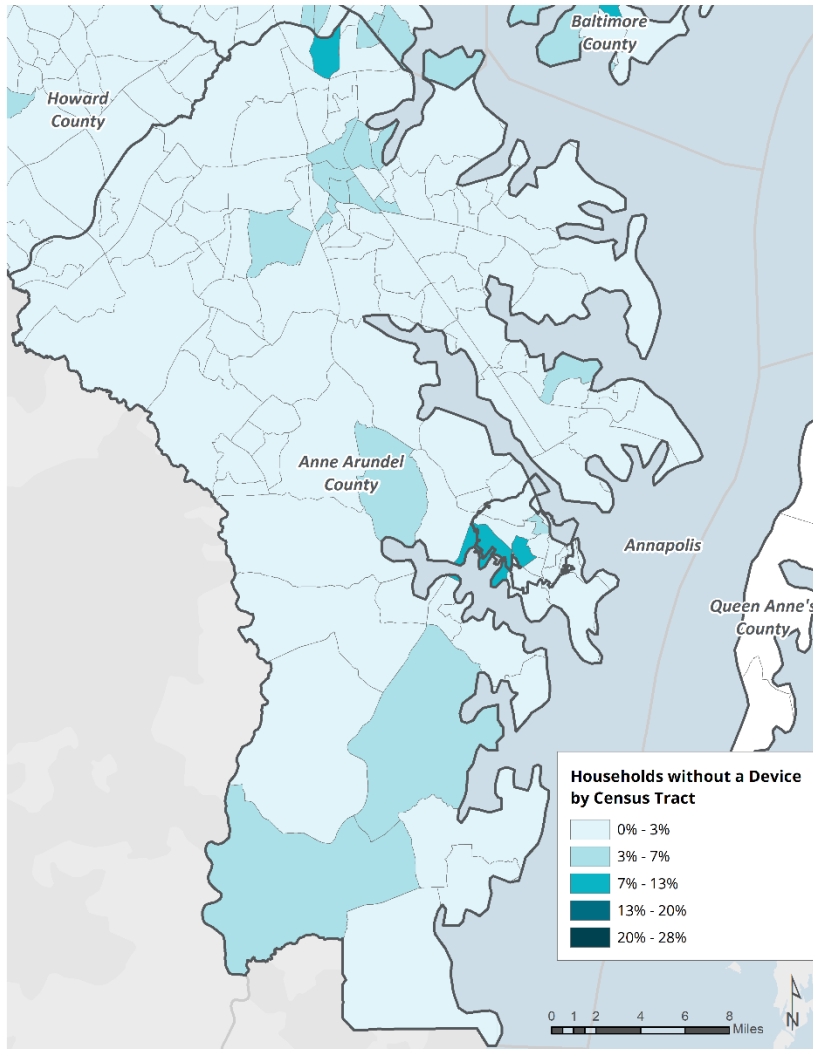 Baltimore
County
Howard
County
Anne Arundel
County
Annapolis
Queen Anne's
County
Households without a Device
by Census Tract
0% - 3%
3% - 7%
7% - 13%
13% - 20%
20% - 28%
0 1 2 4 6 8
Miles
N